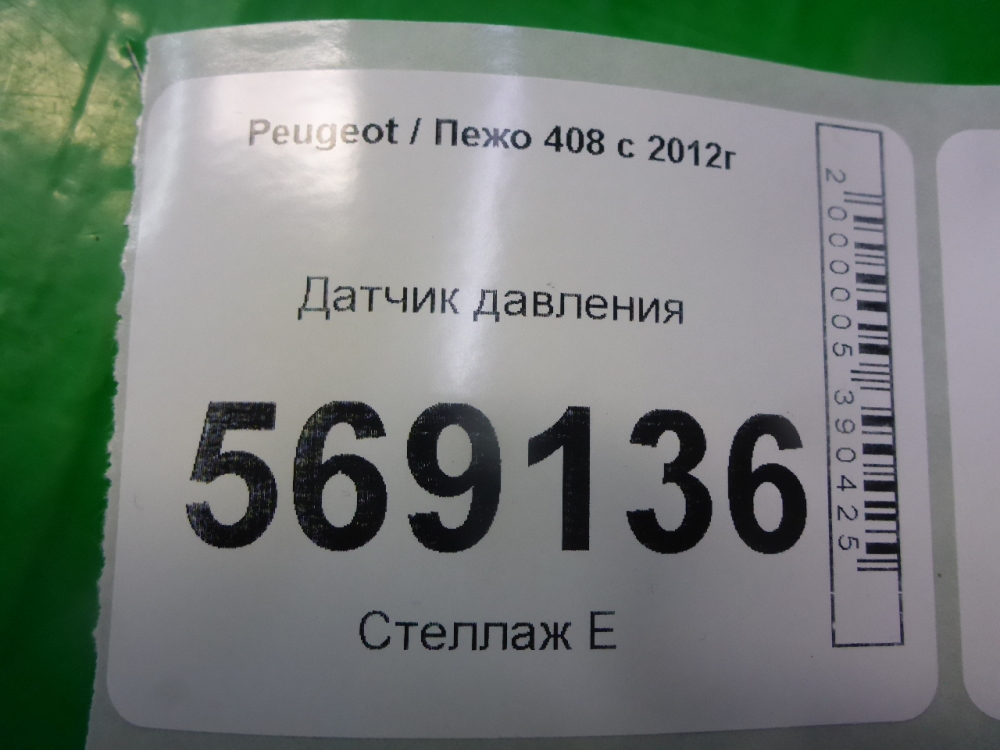 Peugeot / Пежо 408 с 2012г
Датчик давления
569136
Стеллаж Е
2000005390425